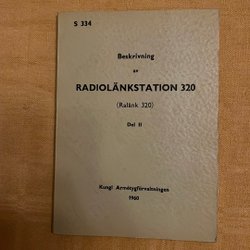 S 334
Beskrivning
av
RADIOLÄNKSTATION 320
(Ralänk 320)
Del II
Kungl Armétygförvaltningen
1960